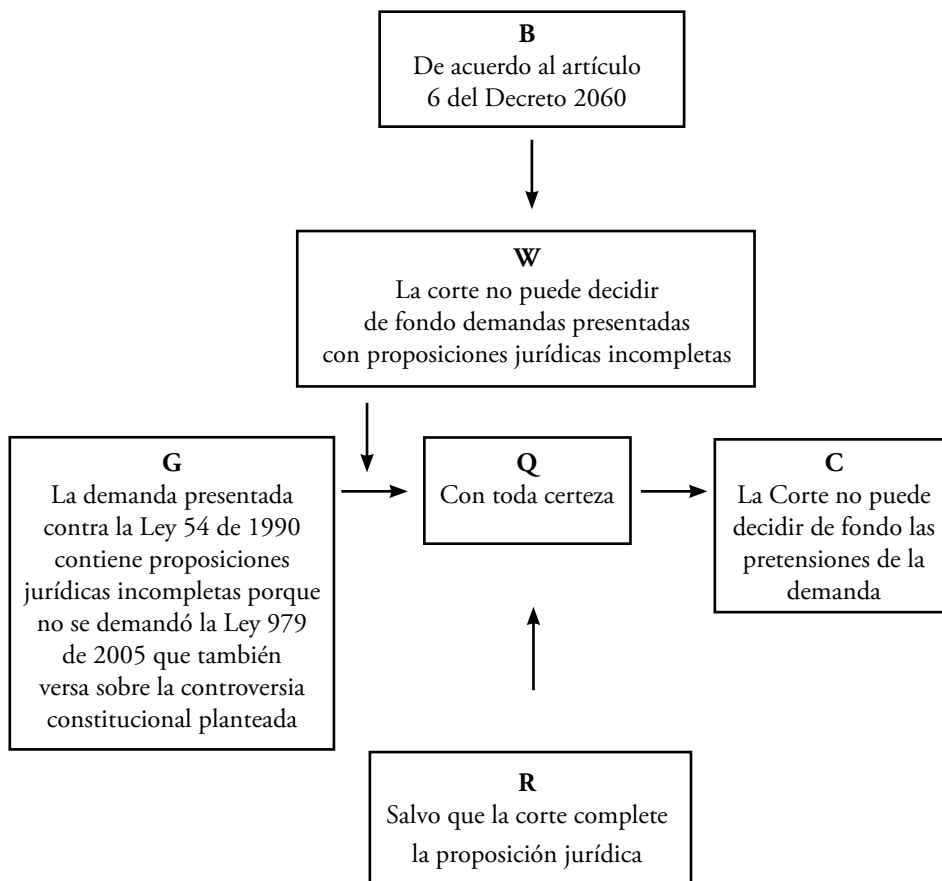 B
De acuerdo al artículo
6 del Decreto 2060
W
La corte no puede decidir
de fondo demandas presentadas
con proposiciones jurídicas incompletas
G
La demanda presentada
contra la Ley 54 de 1990
contiene proposiciones
jurídicas incompletas porque
no se demandó la Ley 979
de 2005 que también
versa sobre la controversia
constitucional planteada
Q
Con toda certeza
C
La Corte no puede
decidir de fondo las
pretensiones de la
demanda
R
Salvo que la corte complete
la proposición jurídica